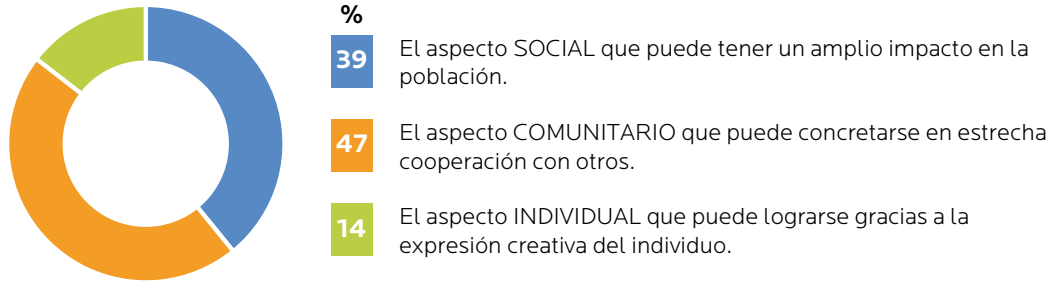 %
39
El aspecto SOCIAL que puede tener un amplio impacto en la
población.
47
El aspecto COMUNITARIO que puede concretarse en estrecha
cooperación con otros.
14
El aspecto INDIVIDUAL que puede lograrse gracias a la
expresión creativa del individuo.